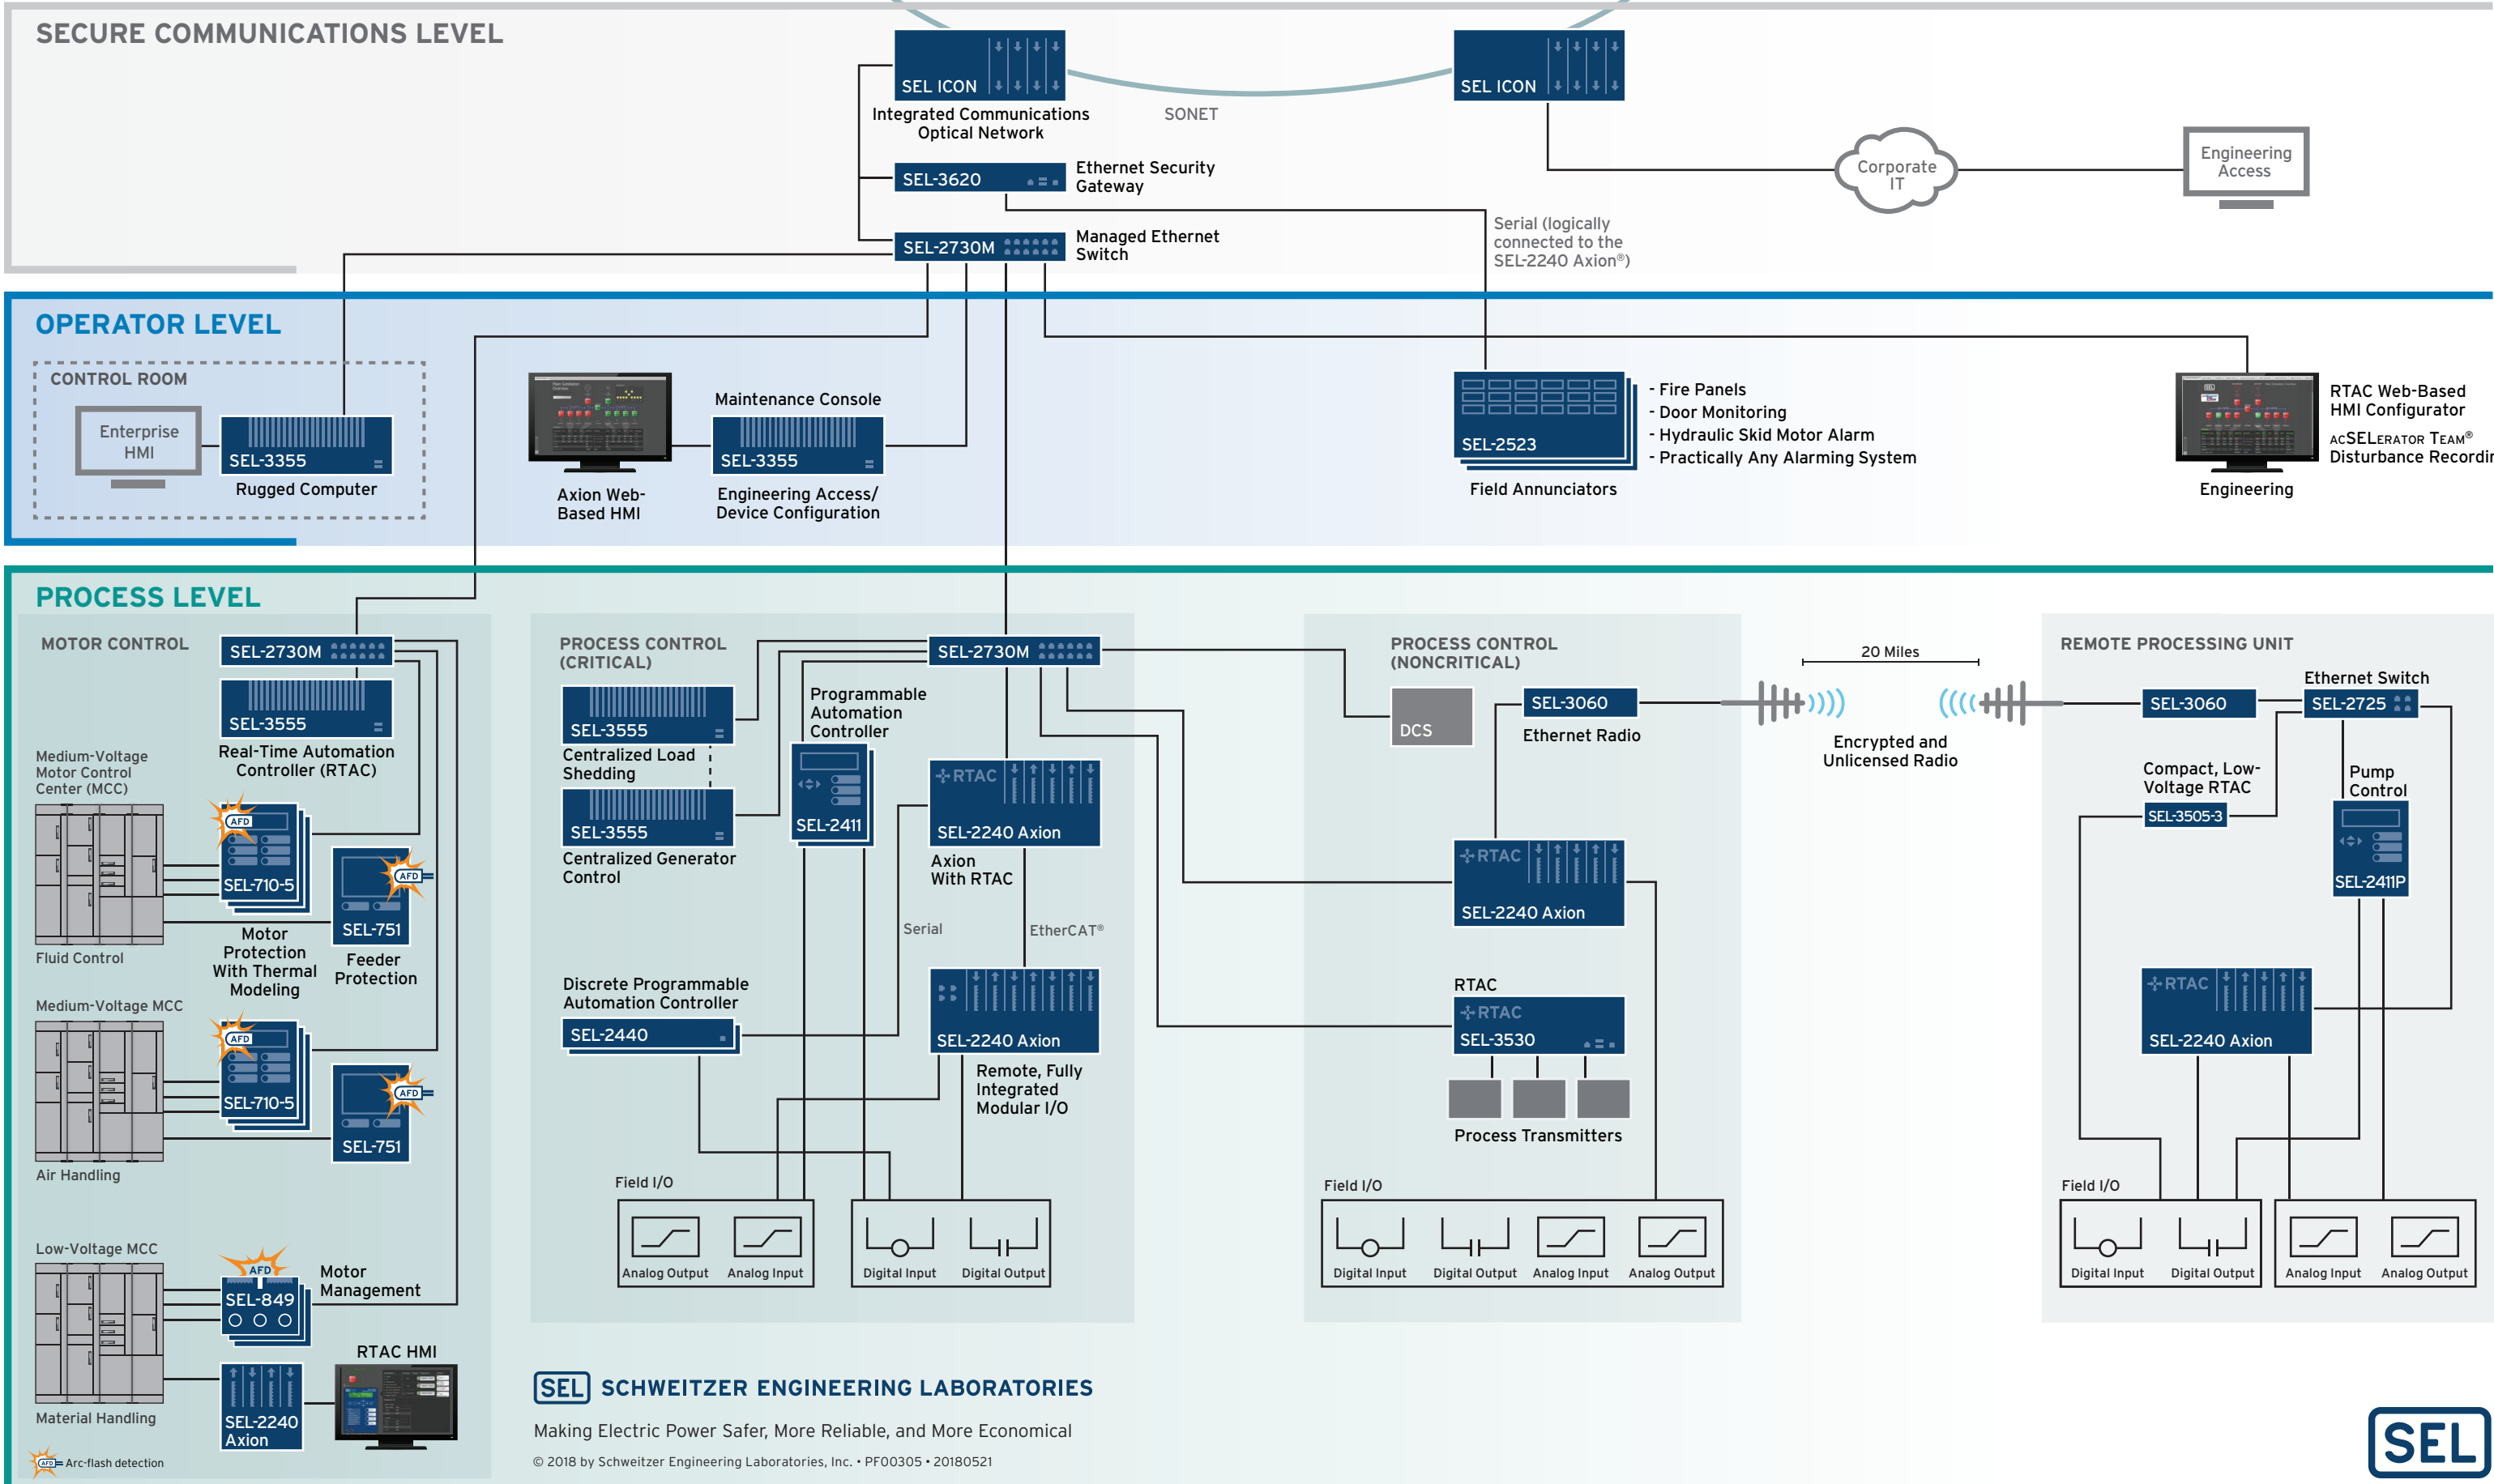 SECURE COMMUNICATIONS LEVEL
SEL ICON
Integrated Communications
Optical Network
SONET
SEL ICON
SEL-3620
Ethernet Security
Gateway
Corporate
IT
Engineering
Access
SEL-2730M
Managed Ethernet
Switch
Serial (logically
connected to the
SEL-2240 Axion®)
OPERATOR LEVEL
CONTROL ROOM
Enterprise
HMI
SEL-3355
Rugged Computer
Axion Web-
Based HMI
Maintenance Console
SEL-3355
Engineering Access/
Device Configuration
SEL-2523
Field Annunciators
- Fire Panels
- Door Monitoring
- Hydraulic Skid Motor Alarm
- Practically Any Alarming System
Engineering
RTAC Web-Based
HMI Configurator
ACSELERATOR TEAM®
Disturbance
PROCESS LEVEL
MOTOR CONTROL
SEL-2730M
SEL-3555
Real-Time Automation
Controller (RTAC)
Medium-Voltage
Motor Control
Center (MCC)
AFD
SEL-710-5
AFD
SEL-751
Fluid Control
Motor
Protection
With Thermal
Modeling
Feeder
Protection
Medium-Voltage MCC
AFD
SEL-710-5
AFD
SEL-751
Air Handling
Low-Voltage MCC
AFD
SEL-849
Motor
Management
RTAC HMI
SEL-2240
Axion
Material Handling
AFD
Arc-flash detection
PROCESS CONTROL
(CRITICAL)
SEL-2730M
SEL-3555
Centralized Load
Shedding
SEL-3555
Centralized Generator
Control
Programmable
Automation
Controller
SEL-2411
RTAC
SEL-2240 Axion
Axion
With RTAC
Serial
EtherCAT®
Discrete Programmable
Automation Controller
SEL-2440
SEL-2240 Axion
Remote, Fully
Integrated
Modular I/O
Field I/O
Analog Output
Analog Input
Digital Input
Digital Output
PROCESS CONTROL
(NONCRITICAL)
DCS
SEL-3060
Ethernet Radio
RTAC
SEL-2240 Axion
RTAC
RTAC
SEL-3530
Process Transmitters
Field I/O
Digital Input
Digital Output
Analog Input
Analog Output
20 Miles
Encrypted and
Unlicensed Radio
REMOTE PROCESSING UNIT
SEL-3060
Ethernet Switch
SEL-2725
Compact, Low-
Voltage RTAC
SEL-3505-3
Pump
Control
SEL-2411P
RTAC
SEL-2240 Axion
Field I/O
Digital Input
Digital Output
Analog Input
Analog Output
SEL SCHWEITZER ENGINEERING LABORATORIES
Making Electric Power Safer, More Reliable, and More Economical
© 2018 by Schweitzer Engineering Laboratories, Inc. • PF00305 • 20180521
SEL